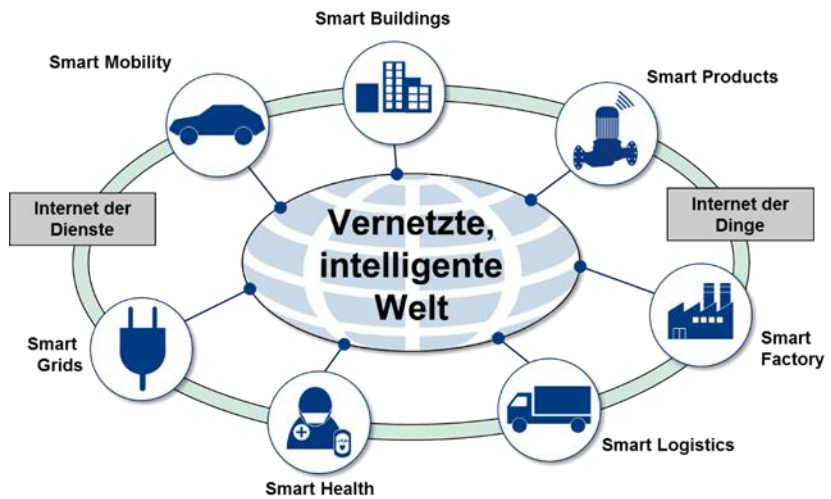 Smart Buildings
Smart Mobility
Smart Products
Internet der
Dienste
Internet der
Dinge
Vernetzte,
intelligente
Welt
Smart
Grids
Smart
Factory
Smart Logistics
Smart Health